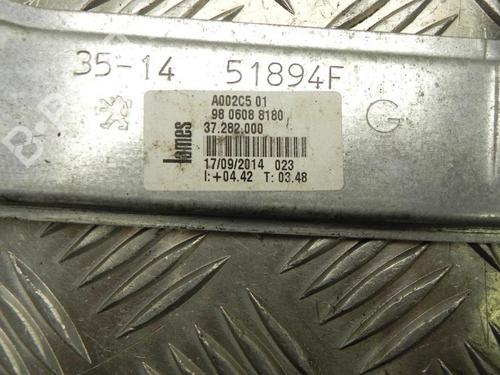 35-14 51894F
G
A002C5 01
98 0608 8180
37.282.000
17/09/2014 023
I:+04.42 T: 03.48
James